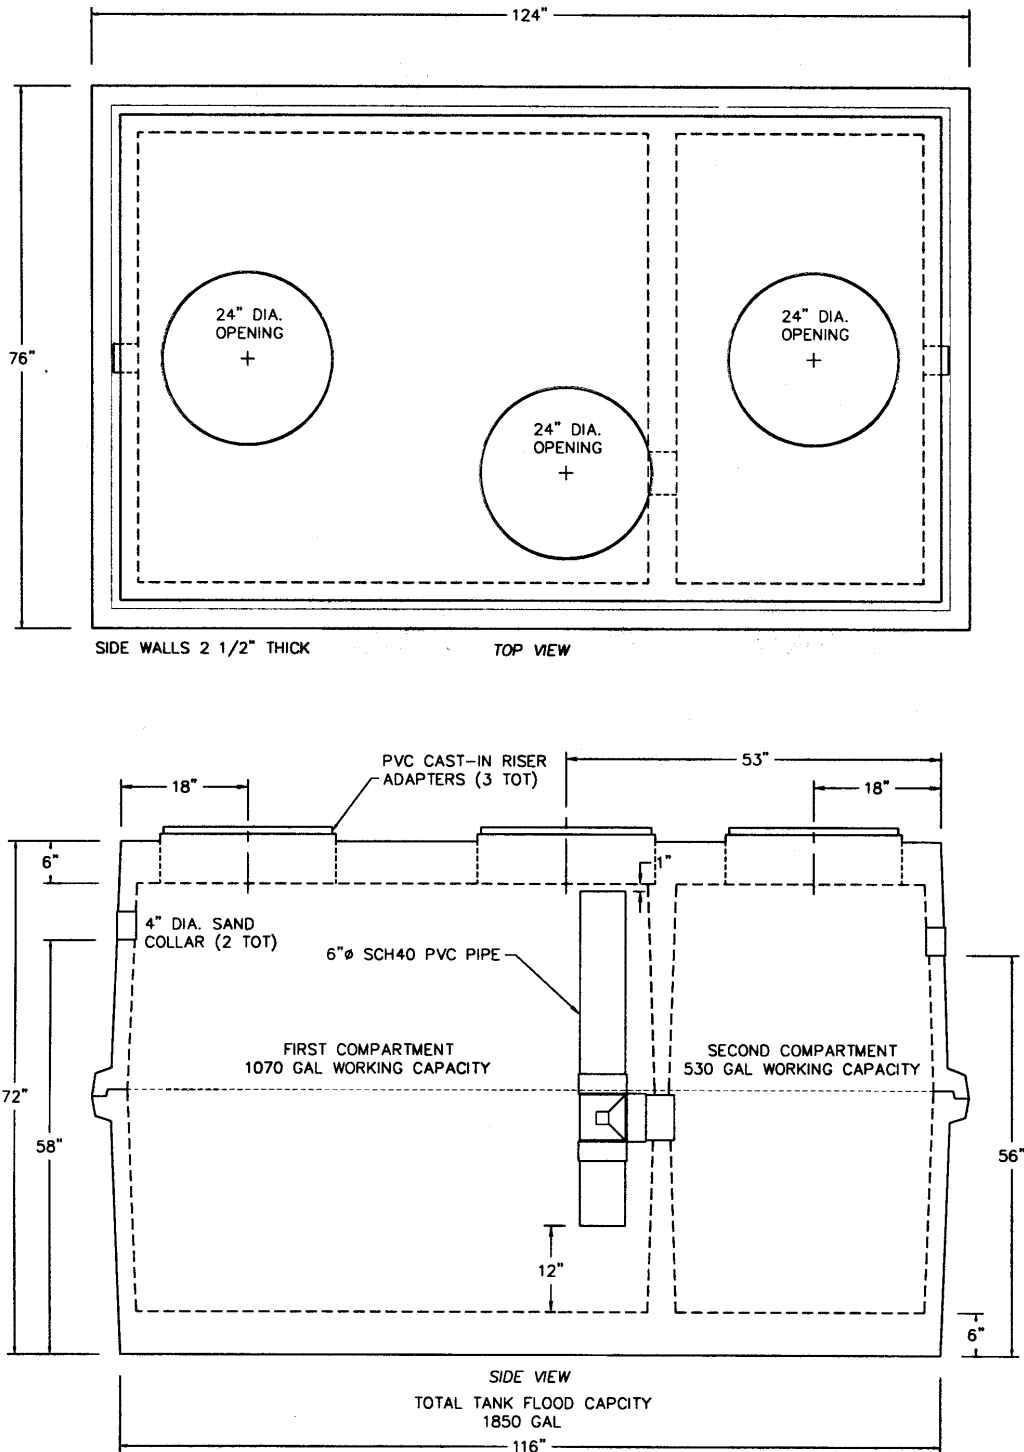 124"
76"
24" DIA.
OPENING
24" DIA.
OPENING
24" DIA.
OPENING
SIDE WALLS 2 1/2" THICK
TOP VIEW
PVC CAST-IN RISER
ADAPTERS (3 TOT)
53"
18"
18"
6"
1"
4" DIA. SAND
COLLAR (2 TOT)
6"ø SCH40 PVC PIPE
FIRST COMPARTMENT
1070 GAL WORKING CAPACITY
SECOND COMPARTMENT
530 GAL WORKING CAPACITY
72"
58"
56"
12"
6"
SIDE VIEW
TOTAL TANK FLOOD CAPCITY
1850 GAL
116"